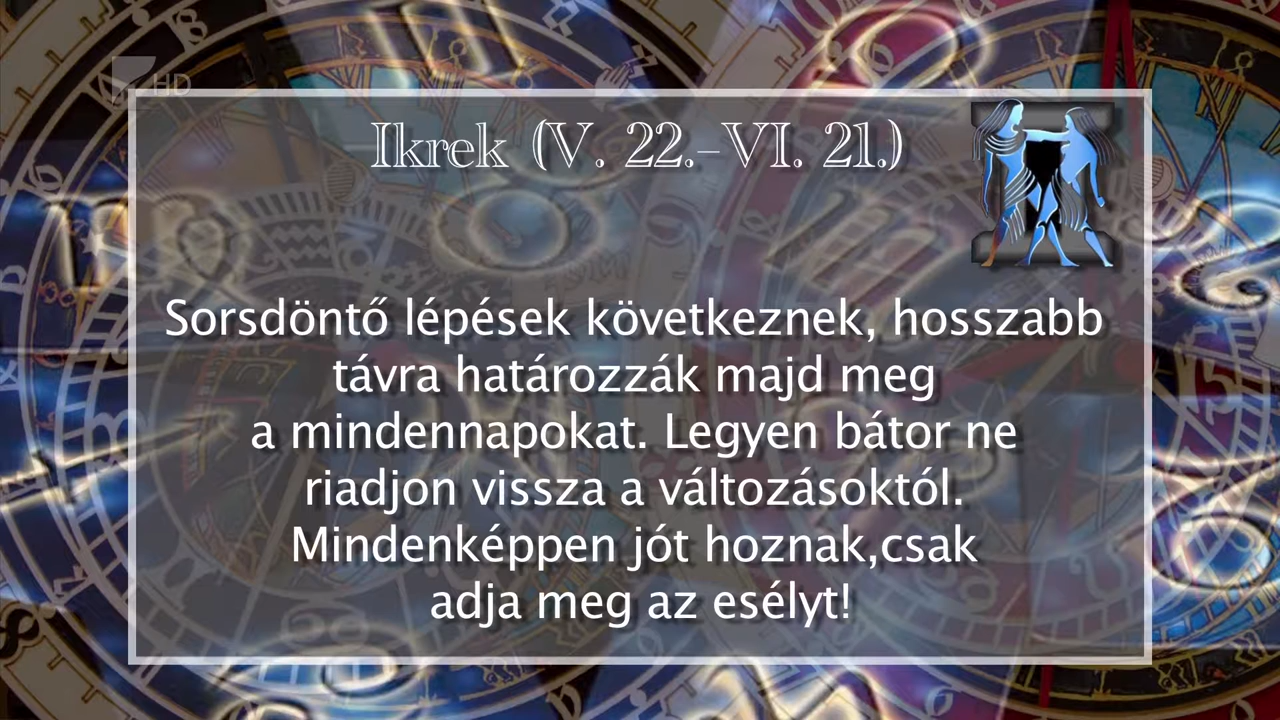 HD
Ikrek (V. 22.-VI. 21.)
Sorsdöntő lépések következnek, hosszabb
távra határozzák majd meg
a mindennapokat. Legyen bátor ne
riadjon vissza a változásoktól.
Mindenképpen jót hoznak,csak
adja meg az esélyt!